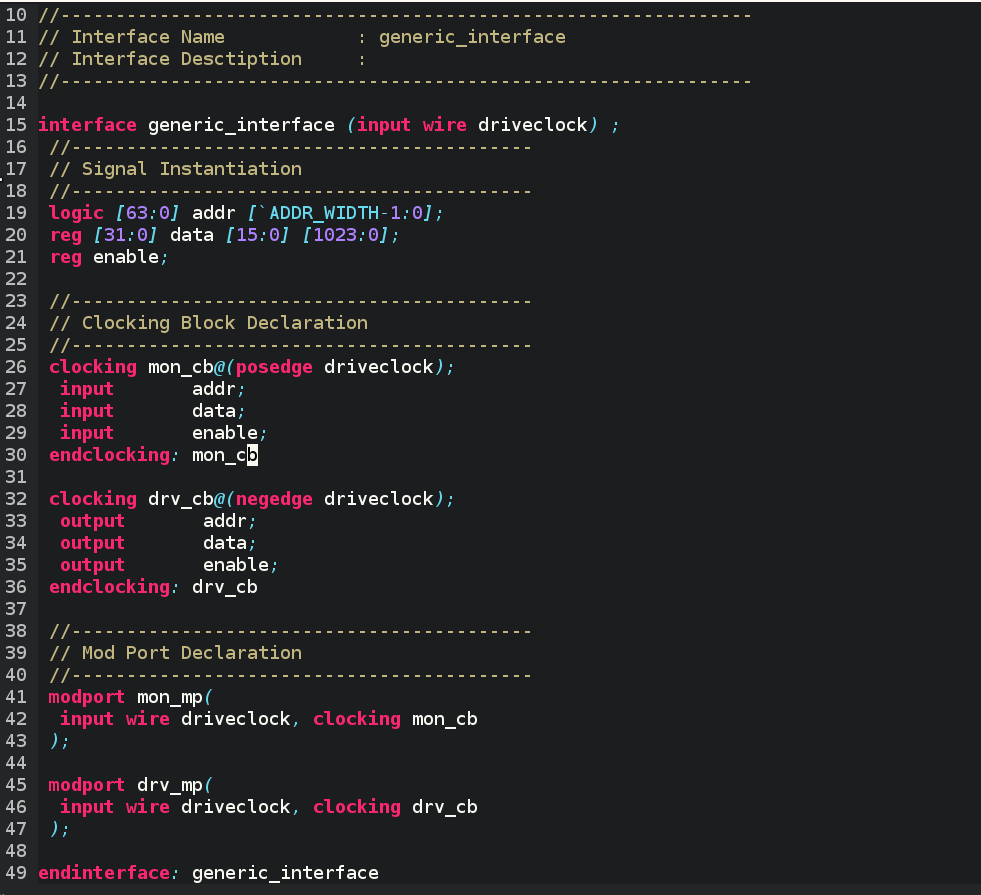 10 //---------------------------------------------------------------
11 // Interface Name            : generic_interface
12 // Interface Desctiption     :
13 //---------------------------------------------------------------
14
15 interface generic_interface (input wire driveclock) ;
16  //------------------------------------------
17  // Signal Instantiation
18  //------------------------------------------
19  logic [63:0] addr [`ADDR_WIDTH-1:0];
20  reg [31:0] data [15:0] [1023:0];
21  reg enable;
22
23  //------------------------------------------
24  // Clocking Block Declaration
25  //------------------------------------------
26  clocking mon_cb@(posedge driveclock);
27   input       addr;
28   input       data;
29   input       enable;
30  endclocking: mon_cb
31
32  clocking drv_cb@(negedge driveclock);
33   output       addr;
34   output       data;
35   output       enable;
36  endclocking: drv_cb
37
38  //------------------------------------------
39  // Mod Port Declaration
40  //------------------------------------------
41  modport mon_mp(
42   input wire driveclock, clocking mon_cb
43  );
44
45  modport drv_mp(
46   input wire driveclock, clocking drv_cb
47  );
48
49 endinterface: generic_interface